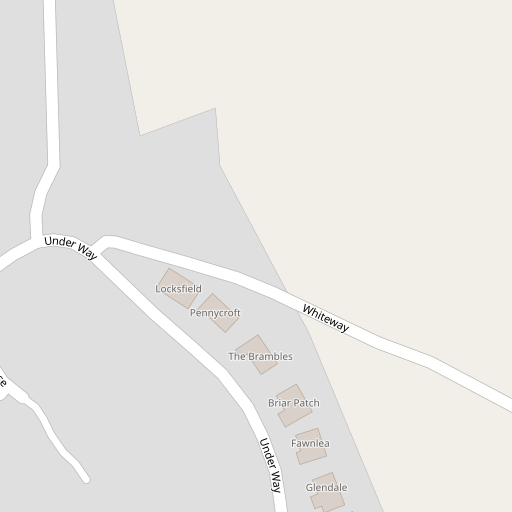 Under Way
Locksfield
Pennycroft
Whiteway
The Brambles
Briar Patch
Fawnlea
Under Way
Glendale